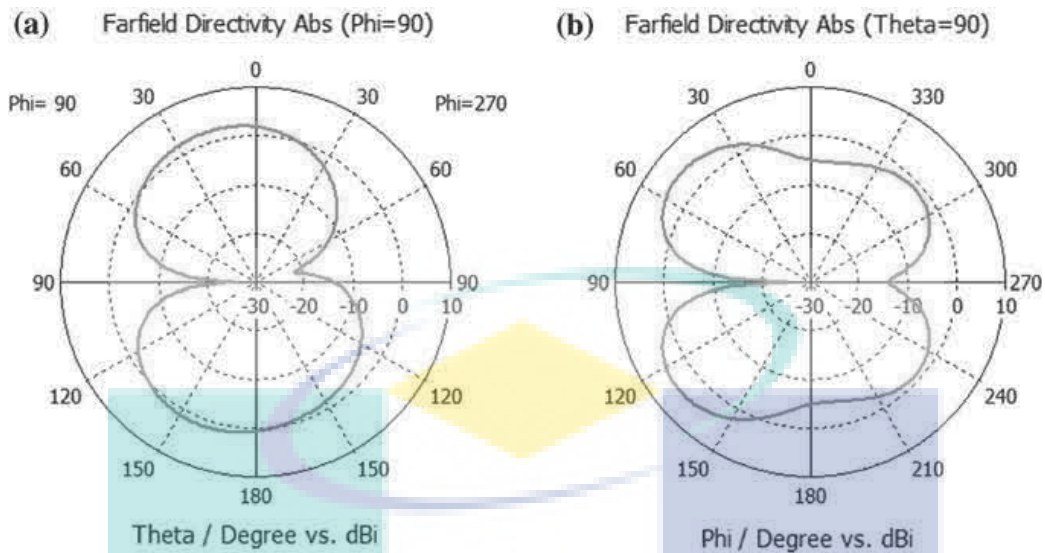 (a) Farfield Directivity Abs (Phi=90)
0
Phi= 90 30 30 Phi=270
60 60
90 -30 -20 -10 0 90 10
120 120
150 150
180
Theta / Degree vs. dBi
(b) Farfield Directivity Abs (Theta=90)
0
30 330
60 300
90 -30 -20 -10 0 270 10
120 240
150 210
180
Phi / Degree vs. dBi